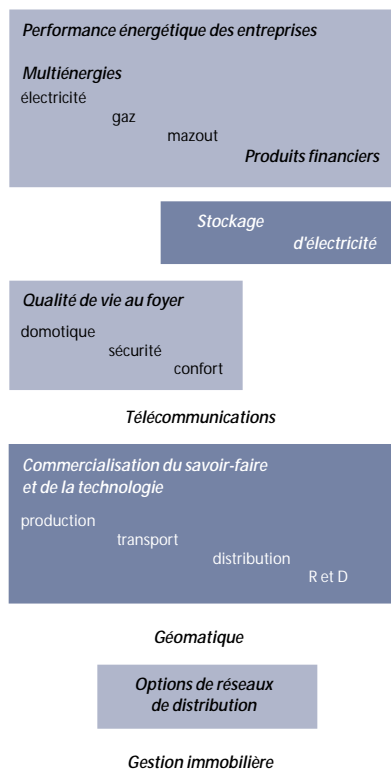 Performance énergétique des entreprises
Multiénergies
électricité
gaz
mazout
Produits financiers
Stockage
d'électricité
Qualité de vie au foyer
domotique
sécurité
confort
Télécommunications
Commercialisation du savoir-faire
et de la technologie
production
transport
distribution
R et D
Géomatique
Options de réseaux
de distribution
Gestion immobilière